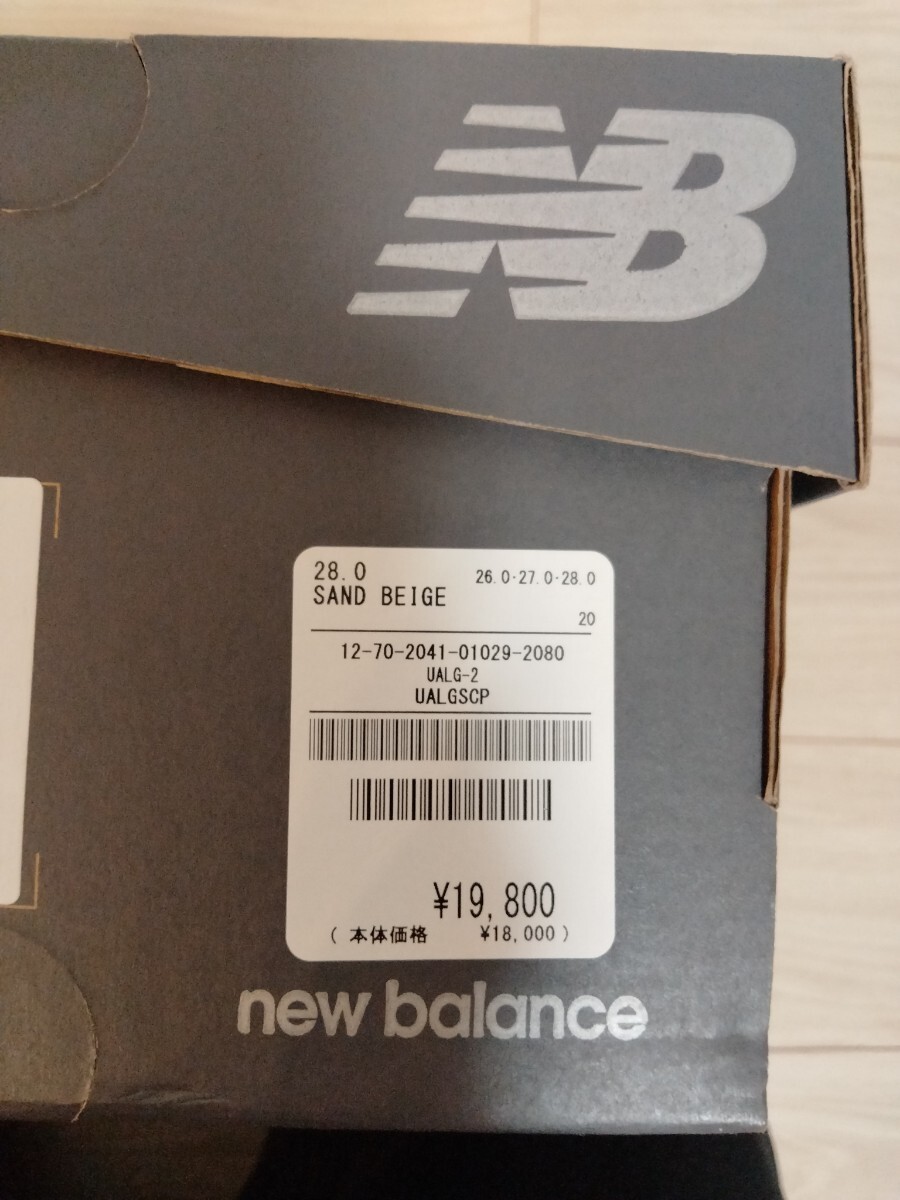 NB
28.0 26.0・27.0・28.0
SAND BEIGE
20
12-70-2041-01029-2080
UALG-2
UALGSCP
¥19,800
( 本体価格 ¥18,000 )
new balance